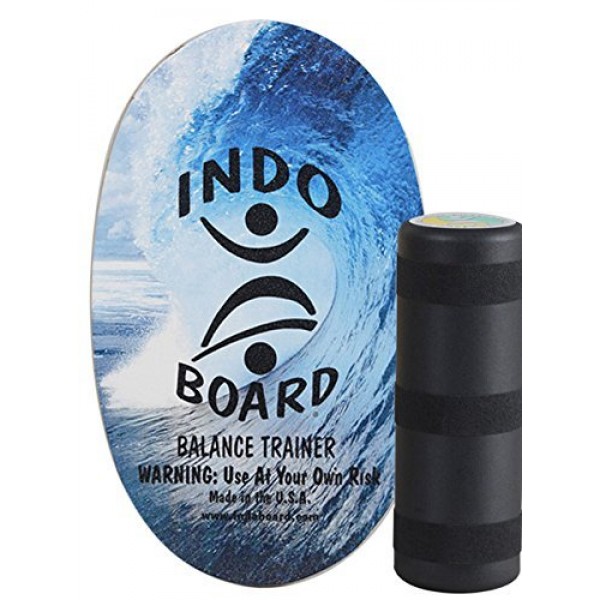 INDO
BOARD®
BALANCE TRAINER
WARNING: Use At Your Own Risk
Made in the U.S.A.
www.indoboard.com